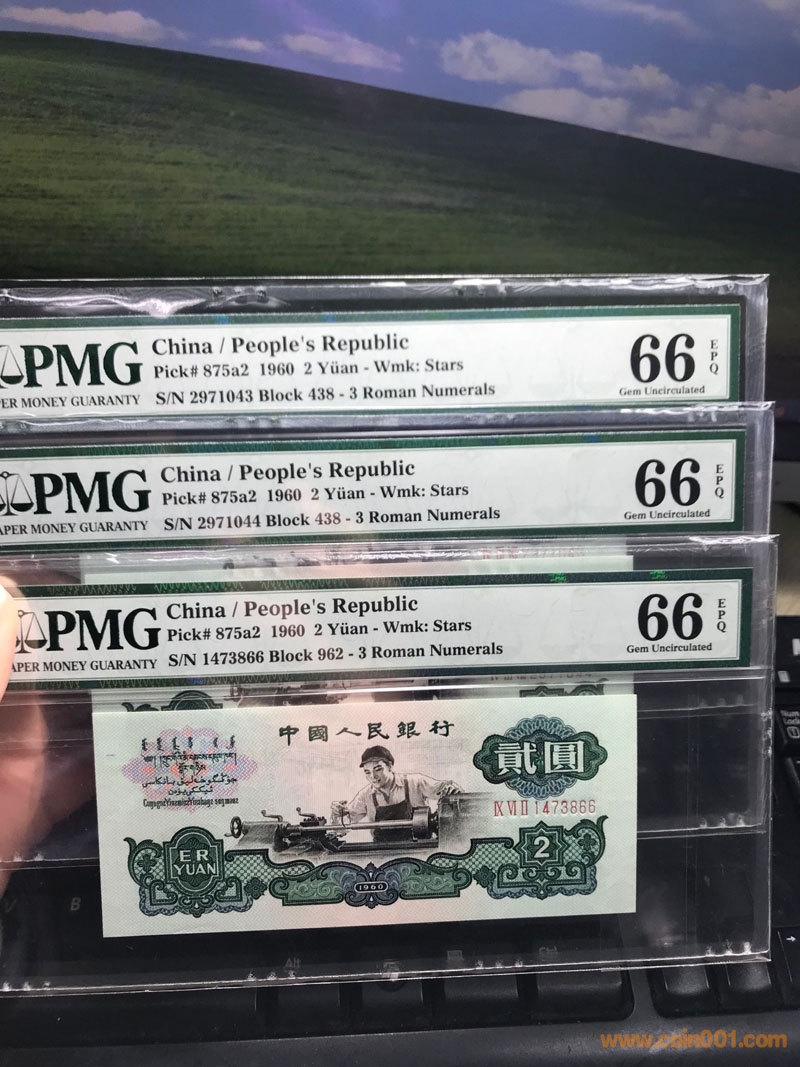 PMG
PER MONEY GUARANTY
China / People's Republic
Pick# 875a2 1960 2 Yüan - Wmk: Stars
S/N 2971043 Block 438 - 3 Roman Numerals
66
EPQ
Gem Uncirculated
PMG
APER MONEY GUARANTY
China / People's Republic
Pick# 875a2 1960 2 Yüan - Wmk: Stars
S/N 2971044 Block 438 - 3 Roman Numerals
66
EPQ
Gem Uncirculated
PMG
APER MONEY GUARANTY
China / People's Republic
Pick# 875a2 1960 2 Yüan - Wmk: Stars
S/N 1473866 Block 962 - 3 Roman Numerals
66
EPQ
Gem Uncirculated
中國人民銀行
貳圓
IX VI II 1473866
ER
YUAN
2
1960
B
Alt
www.coin001.com